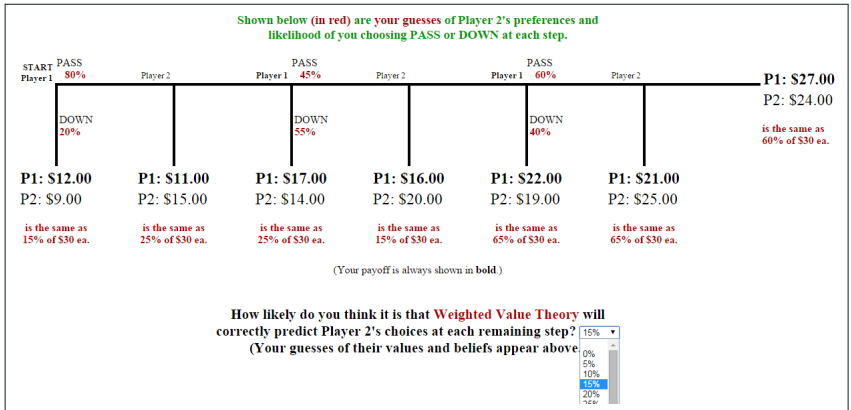 Shown below (in red) are your guesses of Player 2's preferences and
likelihood of you choosing PASS or DOWN at each step.
START PASS PASS PASS
Player 1 80% Player 2 Player 1 45% Player 2 Player 1 60% Player 2 P1: $27.00
P2: $24.00
DOWN DOWN DOWN is the same as
20% 55% 40% 60% of $30 ea.
P1: $12.00 P1: $11.00 P1: $17.00 P1: $16.00 P1: $22.00 P1: $21.00
P2: $9.00 P2: $15.00 P2: $14.00 P2: $20.00 P2: $19.00 P2: $25.00
is the same as is the same as is the same as is the same as is the same as is the same as
15% of $30 ea. 25% of $30 ea. 25% of $30 ea. 15% of $30 ea. 65% of $30 ea. 65% of $30 ea.
(Your payoff is always shown in bold.)
How likely do you think it is that Weighted Value Theory will
correctly predict Player 2's choices at each remaining step? 15%
(Your guesses of their values and beliefs appear above
0%
5%
10%
15%
20%
25%